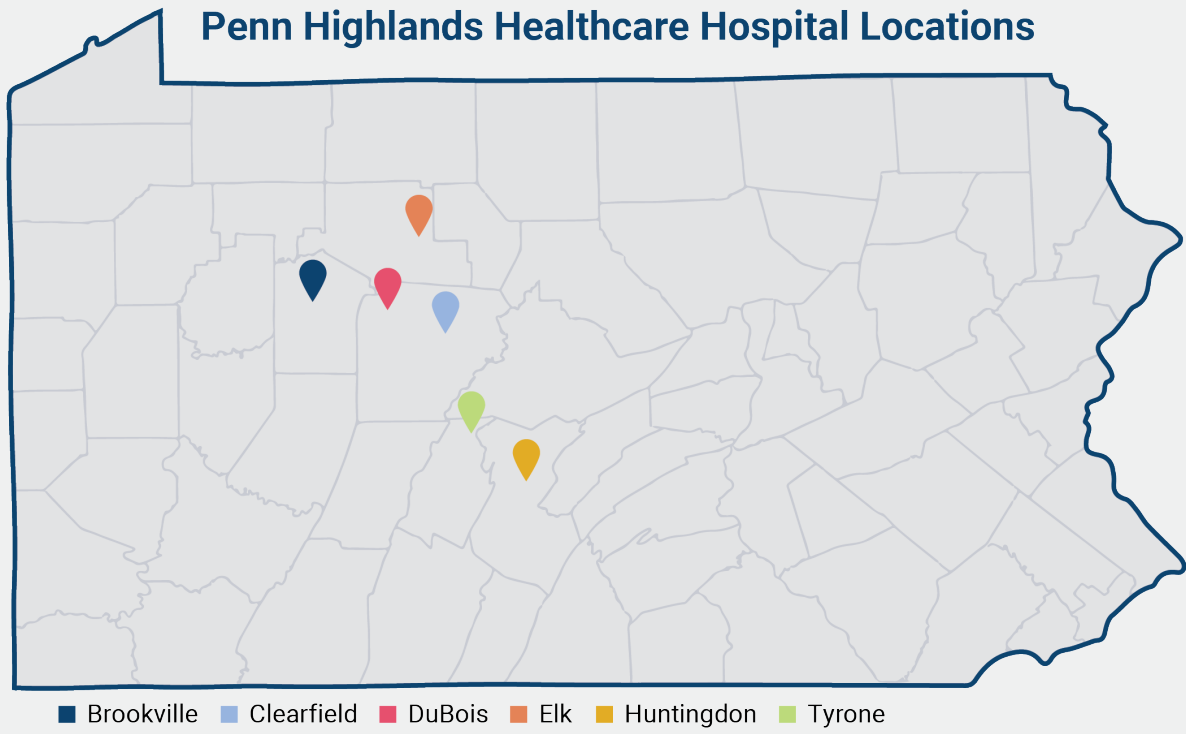 Penn Highlands Healthcare Hospital Locations
Brookville Clearfield DuBois Elk Huntingdon Tyrone